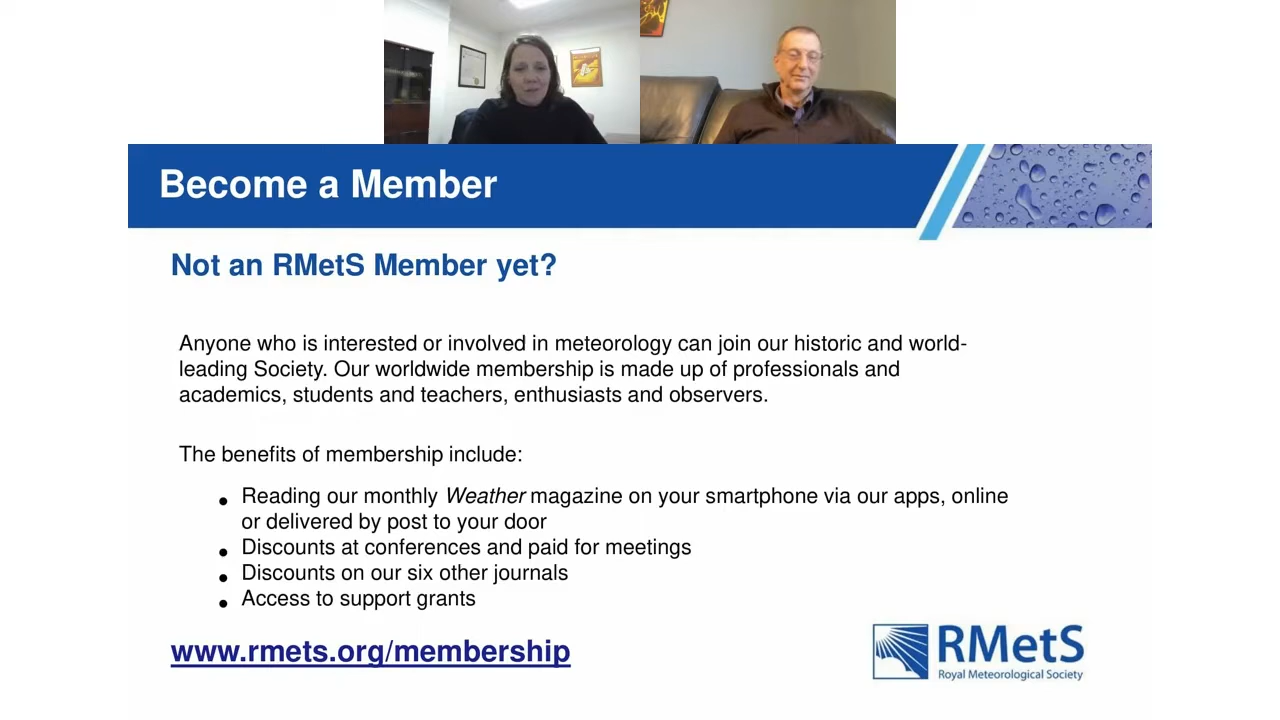 Become a Member
Not an RMetS Member yet?
Anyone who is interested or involved in meteorology can join our historic and world-
leading Society. Our worldwide membership is made up of professionals and
academics, students and teachers, enthusiasts and observers.
The benefits of membership include:
• Reading our monthly Weather magazine on your smartphone via our apps, online
or delivered by post to your door
• Discounts at conferences and paid for meetings
• Discounts on our six other journals
• Access to support grants
www.rmets.org/membership
RMetS
Royal Meteorological Society